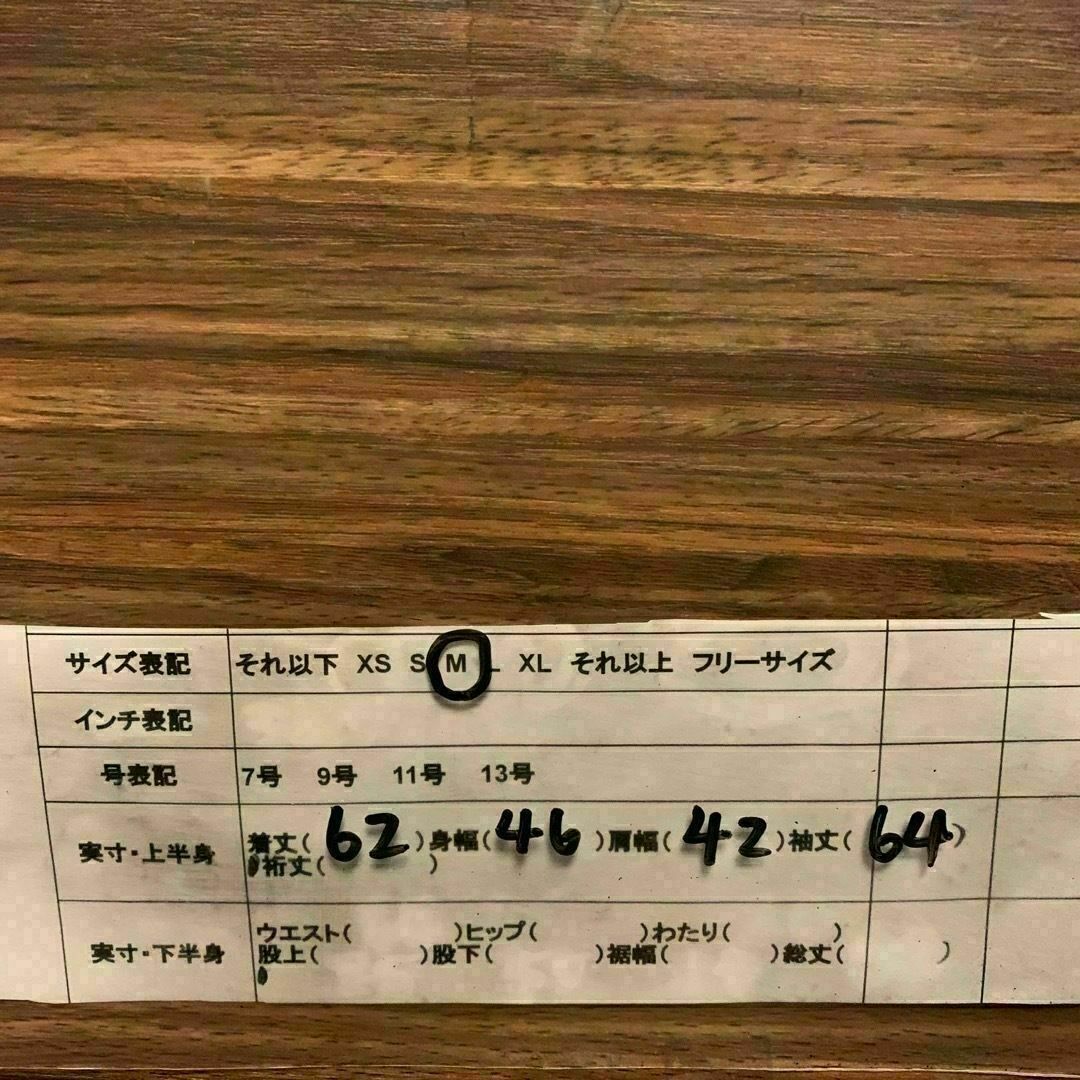 サイズ表記 それ以下 XS S M L XL それ以上 フリーサイズ
インチ表記
号表記 7号 9号 11号 13号
実寸・上半身 着丈( 62 )身幅( 46 )肩幅( 42 )袖丈( 64 )
裄丈( )
実寸・下半身 ウエスト( )ヒップ( )わたり( )
股上( )股下( )裾幅( )総丈( )